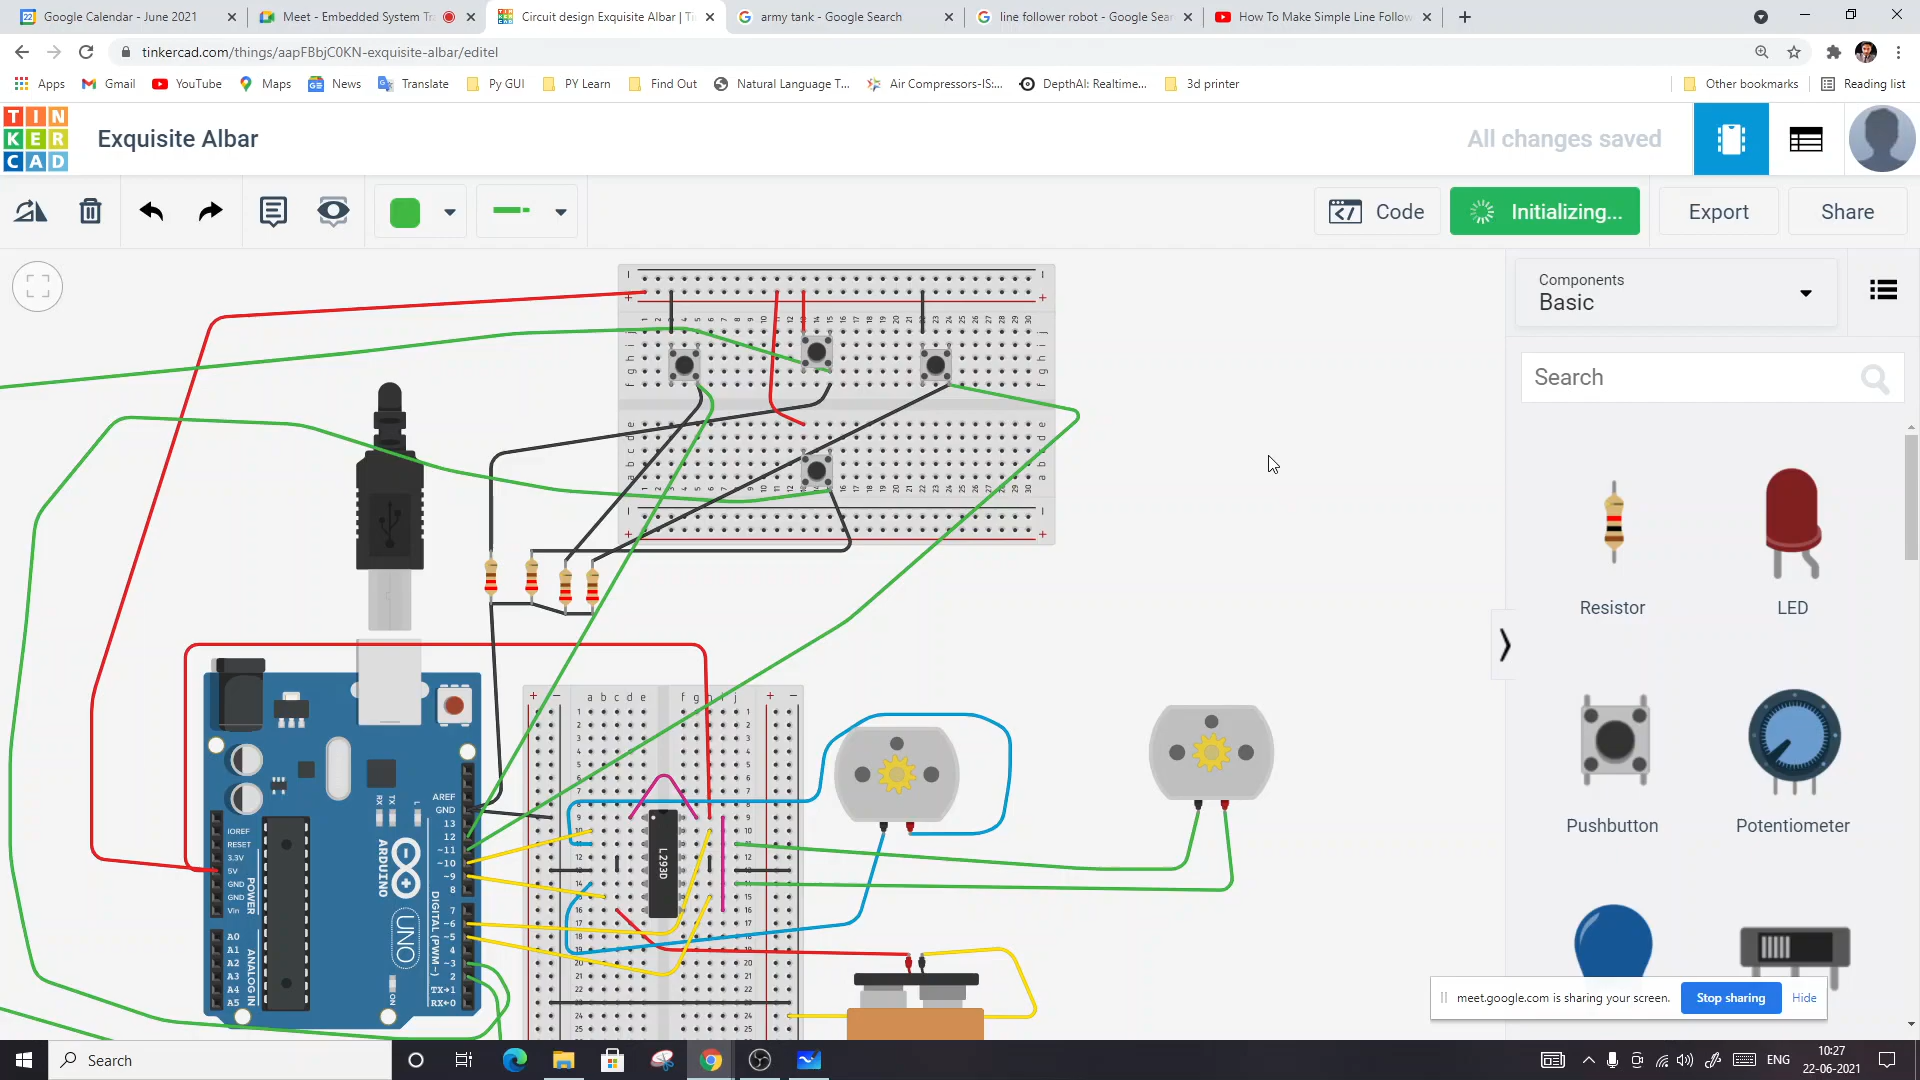 Google Calendar - June 2021
Meet - Embedded System Tra
Circuit design Exquisite Albar | Ti
army tank - Google Search
line follower robot - Google Sear
How To Make Simple Line Follow
tinkercad.com/things/aapFBbjC0KN-exquisite-albar/editel
Apps
Gmail
YouTube
Maps
News
Translate
Py GUI
PY Learn
Find Out
Natural Language T...
Air Compressors-IS:...
DepthAI: Realtime...
3d printer
Other bookmarks
Reading list
TIN
KER
CAD
Exquisite Albar
All changes saved
Code
Initializing...
Export
Share
Components
Basic
Search
Resistor
LED
Pushbutton
Potentiometer
L293D
AREF
GND
13
12
~11
~10
~9
8
7
~6
~5
4
~3
2
TX→1
RX←0
IOREF
RESET
3.3V
5V
GND
GND
Vin
A0
A1
A2
A3
A4
A5
POWER
ANALOG IN
DIGITAL (PWM~)
ARDUINO
UNO
TX
RX
L
ON
meet.google.com is sharing your screen.
Stop sharing
Hide
Search
ENG
10:27
22-06-2021